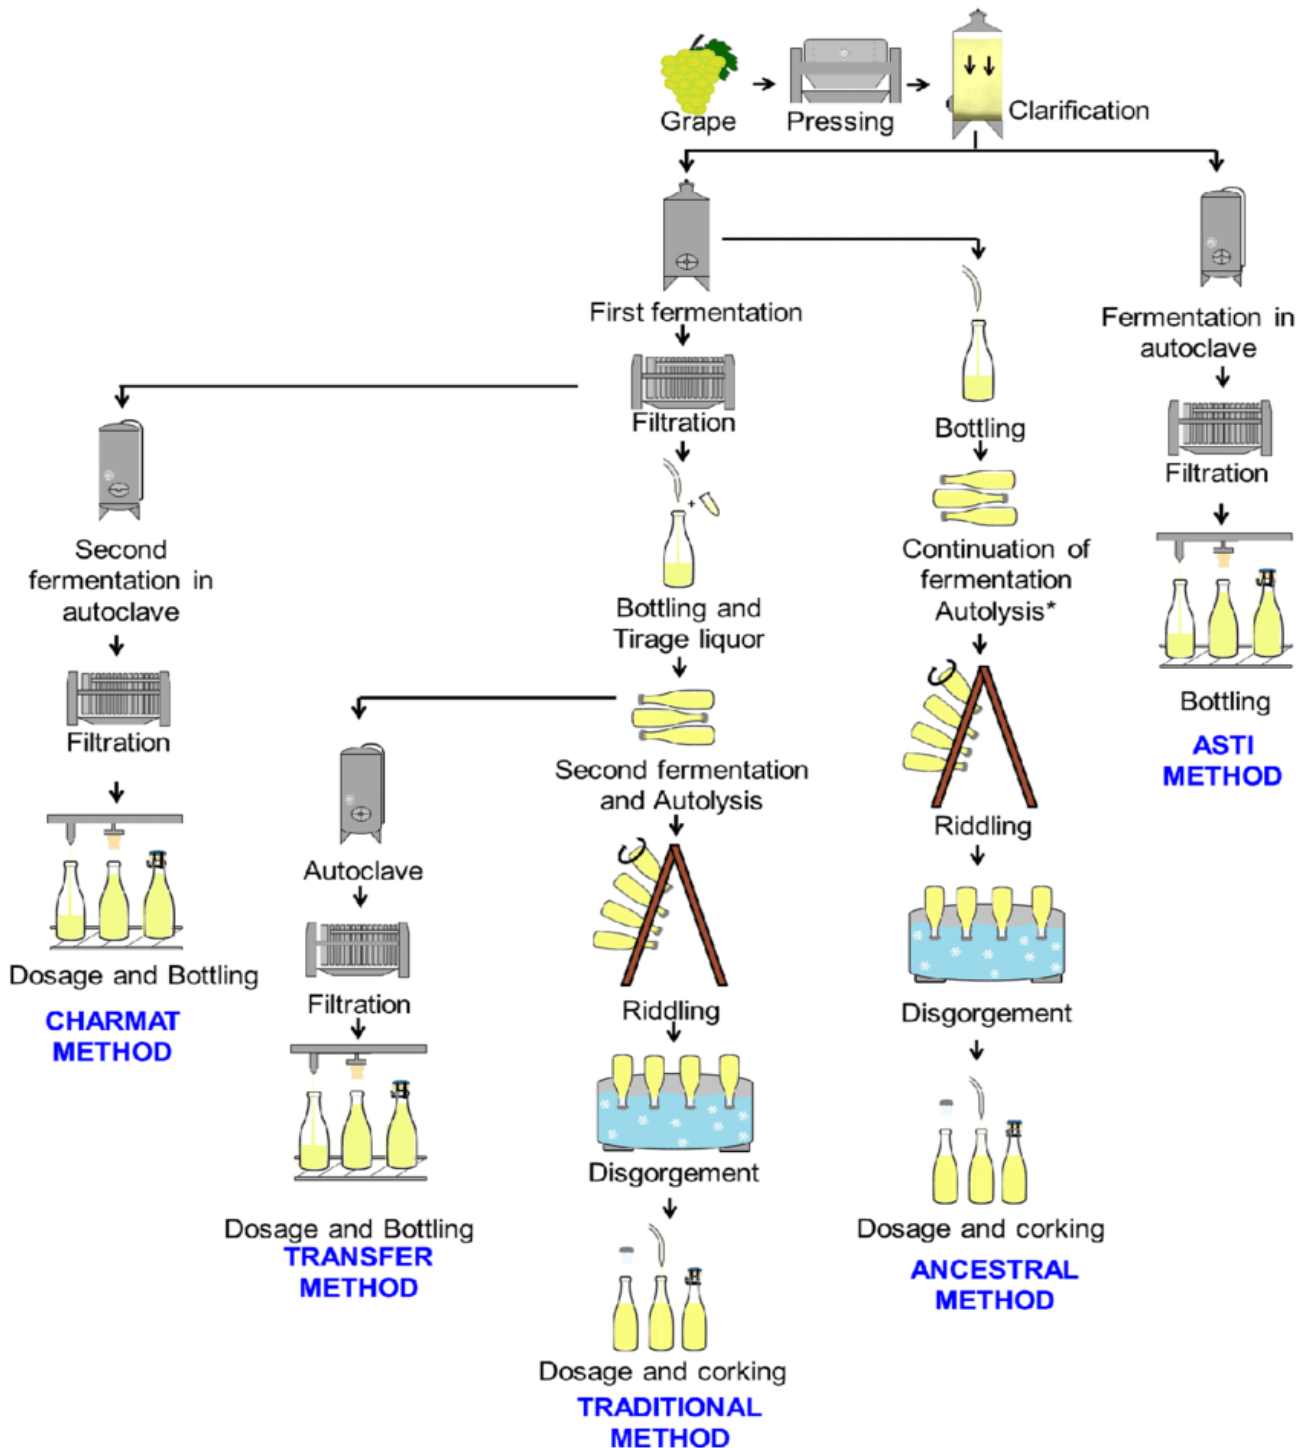 Grape
Pressing
Clarification
First fermentation
Filtration
Bottling and
Tirage liquor
Second fermentation
and Autolysis
Riddling
Disgorgement
Dosage and corking
TRADITIONAL
METHOD
Second
fermentation in
autoclave
Filtration
Dosage and Bottling
CHARMAT
METHOD
Autoclave
Filtration
Dosage and Bottling
TRANSFER
METHOD
Bottling
Continuation of
fermentation
Autolysis*
Riddling
Disgorgement
Dosage and corking
ANCESTRAL
METHOD
Fermentation in
autoclave
Filtration
Bottling
ASTI
METHOD